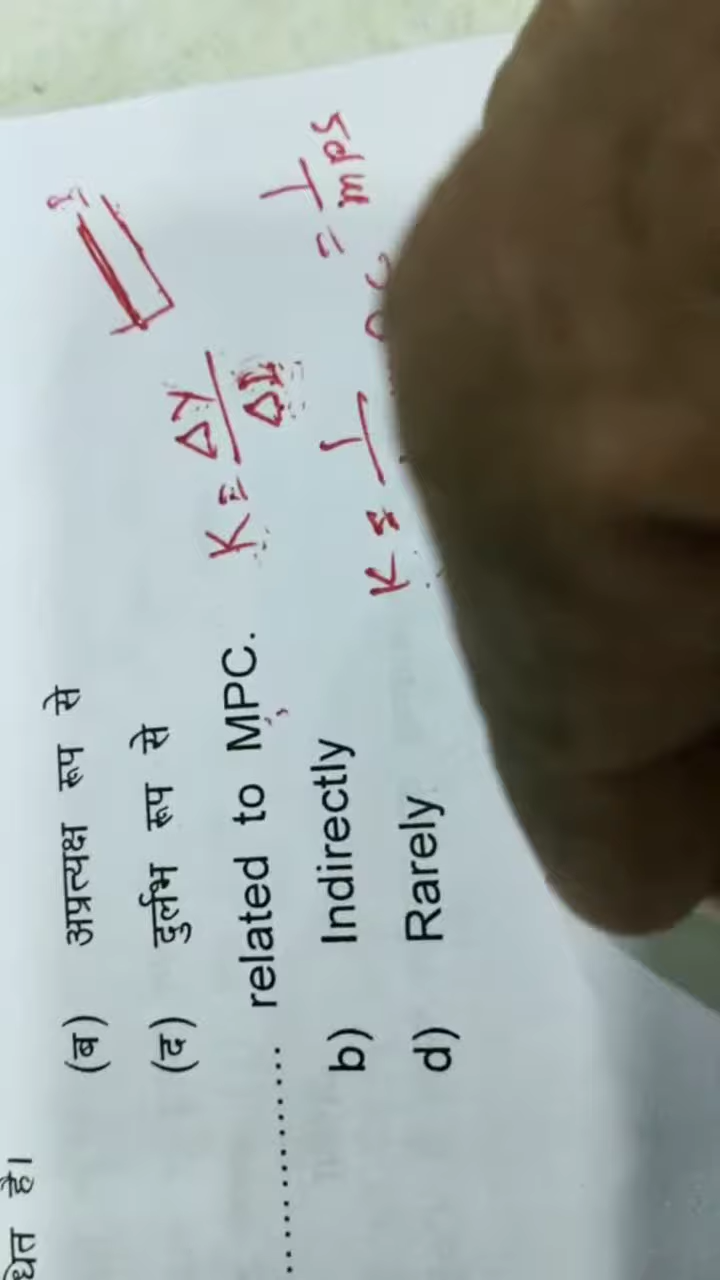 धित है।
(ब) अप्रत्यक्ष रूप से
(द) दुर्लभ रूप से
............... related to MPC.
K = ΔY / ΔI
b) Indirectly
K = 1 / = 1 / mps
d) Rarely